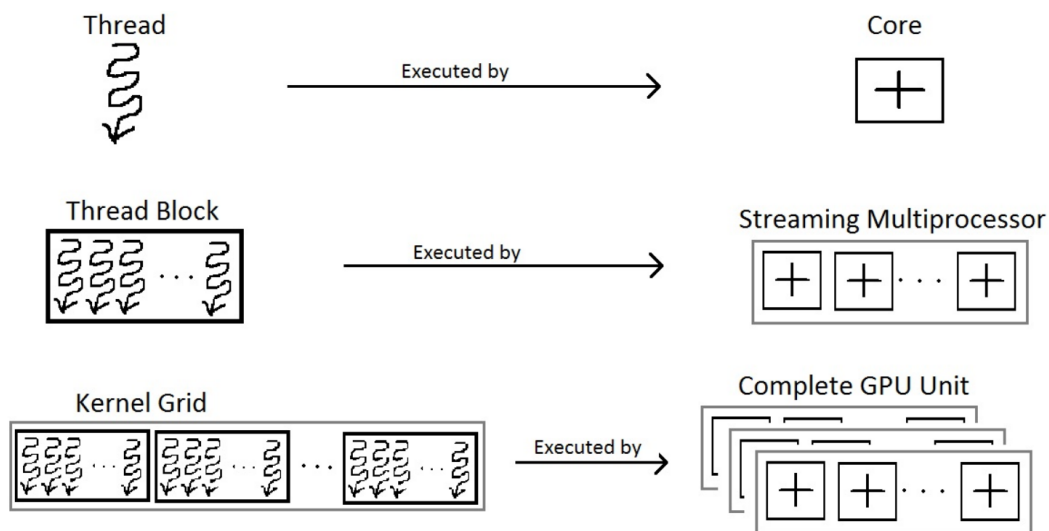 Thread
Executed by
Core
Thread Block
Executed by
Streaming Multiprocessor
Kernel Grid
Executed by
Complete GPU Unit